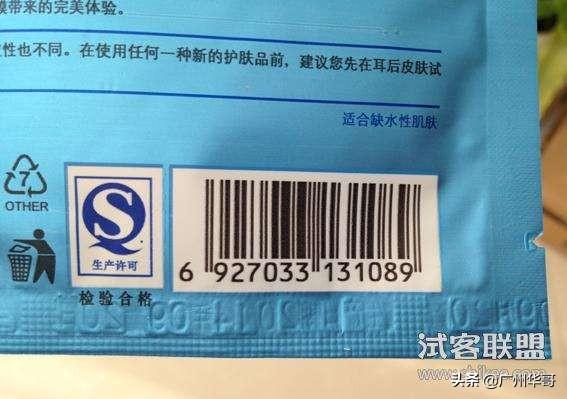 膜带来的完美体验。
性也不同。在使用任何一种新的护肤品前，建议您先在耳后皮肤试
适合缺水性肌肤
7
OTHER
QS
生产许可
检验合格
6 927033 131089
试客联盟
头条 @广州华哥